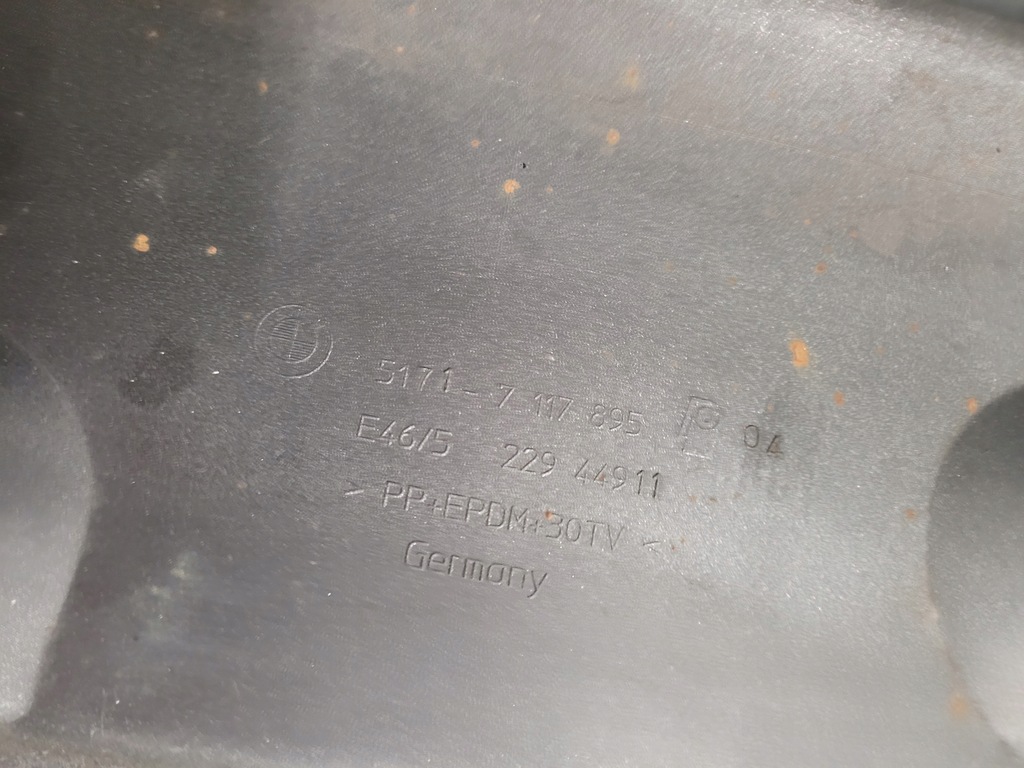 5171-7 117 895 04
E46/5 229 44911
> PP+EPDM+30TV <
Germany